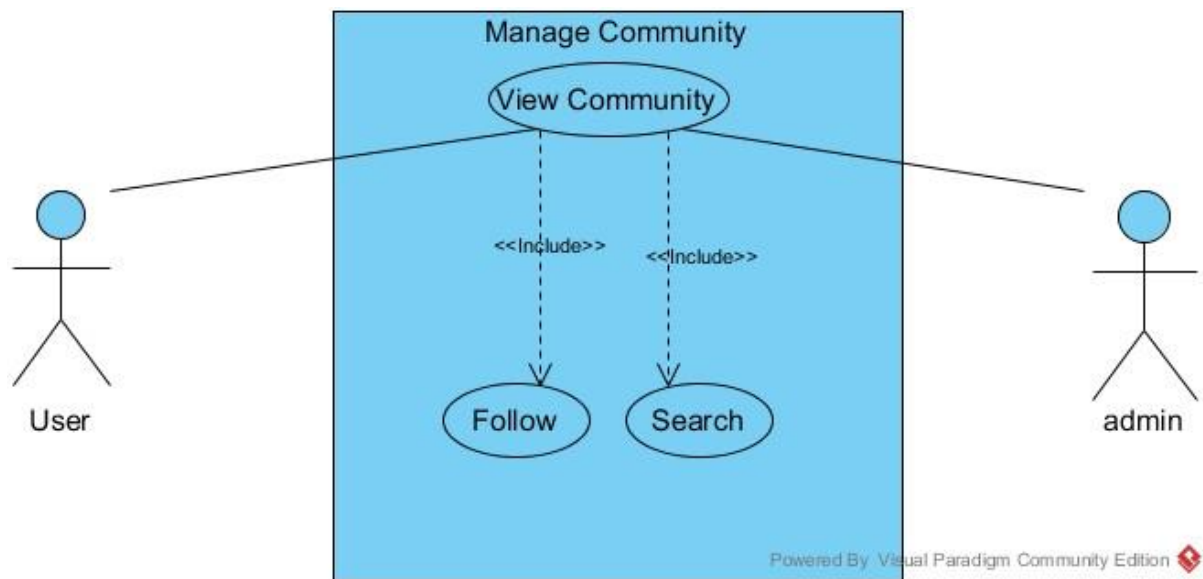 Manage Community
View Community
<<Include>>
<<Include>>
Follow
Search
User
admin
Powered By Visual Paradigm Community Edition